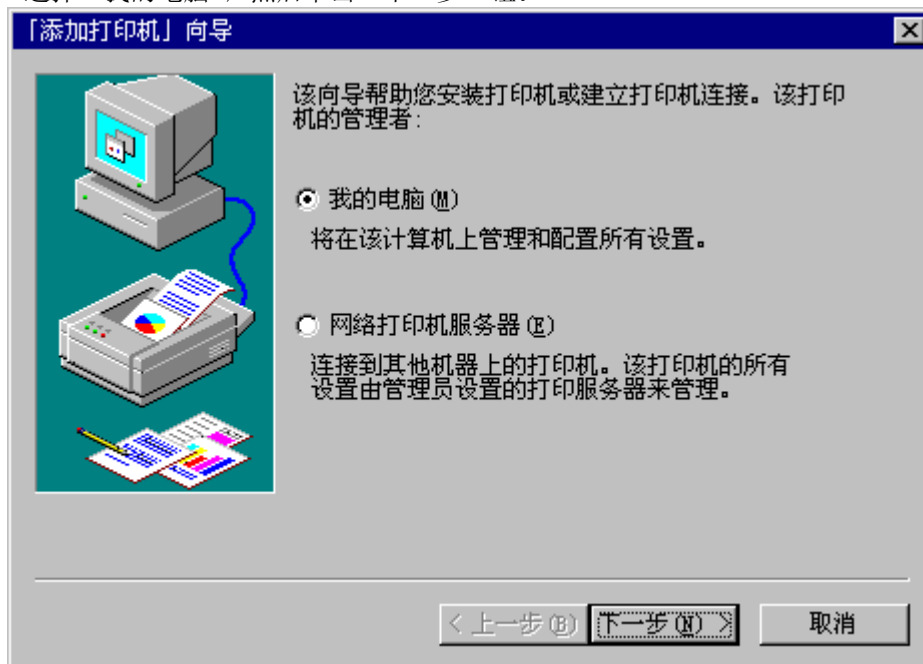 「添加打印机」向导
该向导帮助您安装打印机或建立打印机连接。该打印
机的管理者:
我的电脑(M)
将在该计算机上管理和配置所有设置。
网络打印机服务器(E)
连接到其他机器上的打印机。该打印机的所有
设置由管理员设置的打印服务器来管理。
< 上一步(B)
下一步(N) >
取消